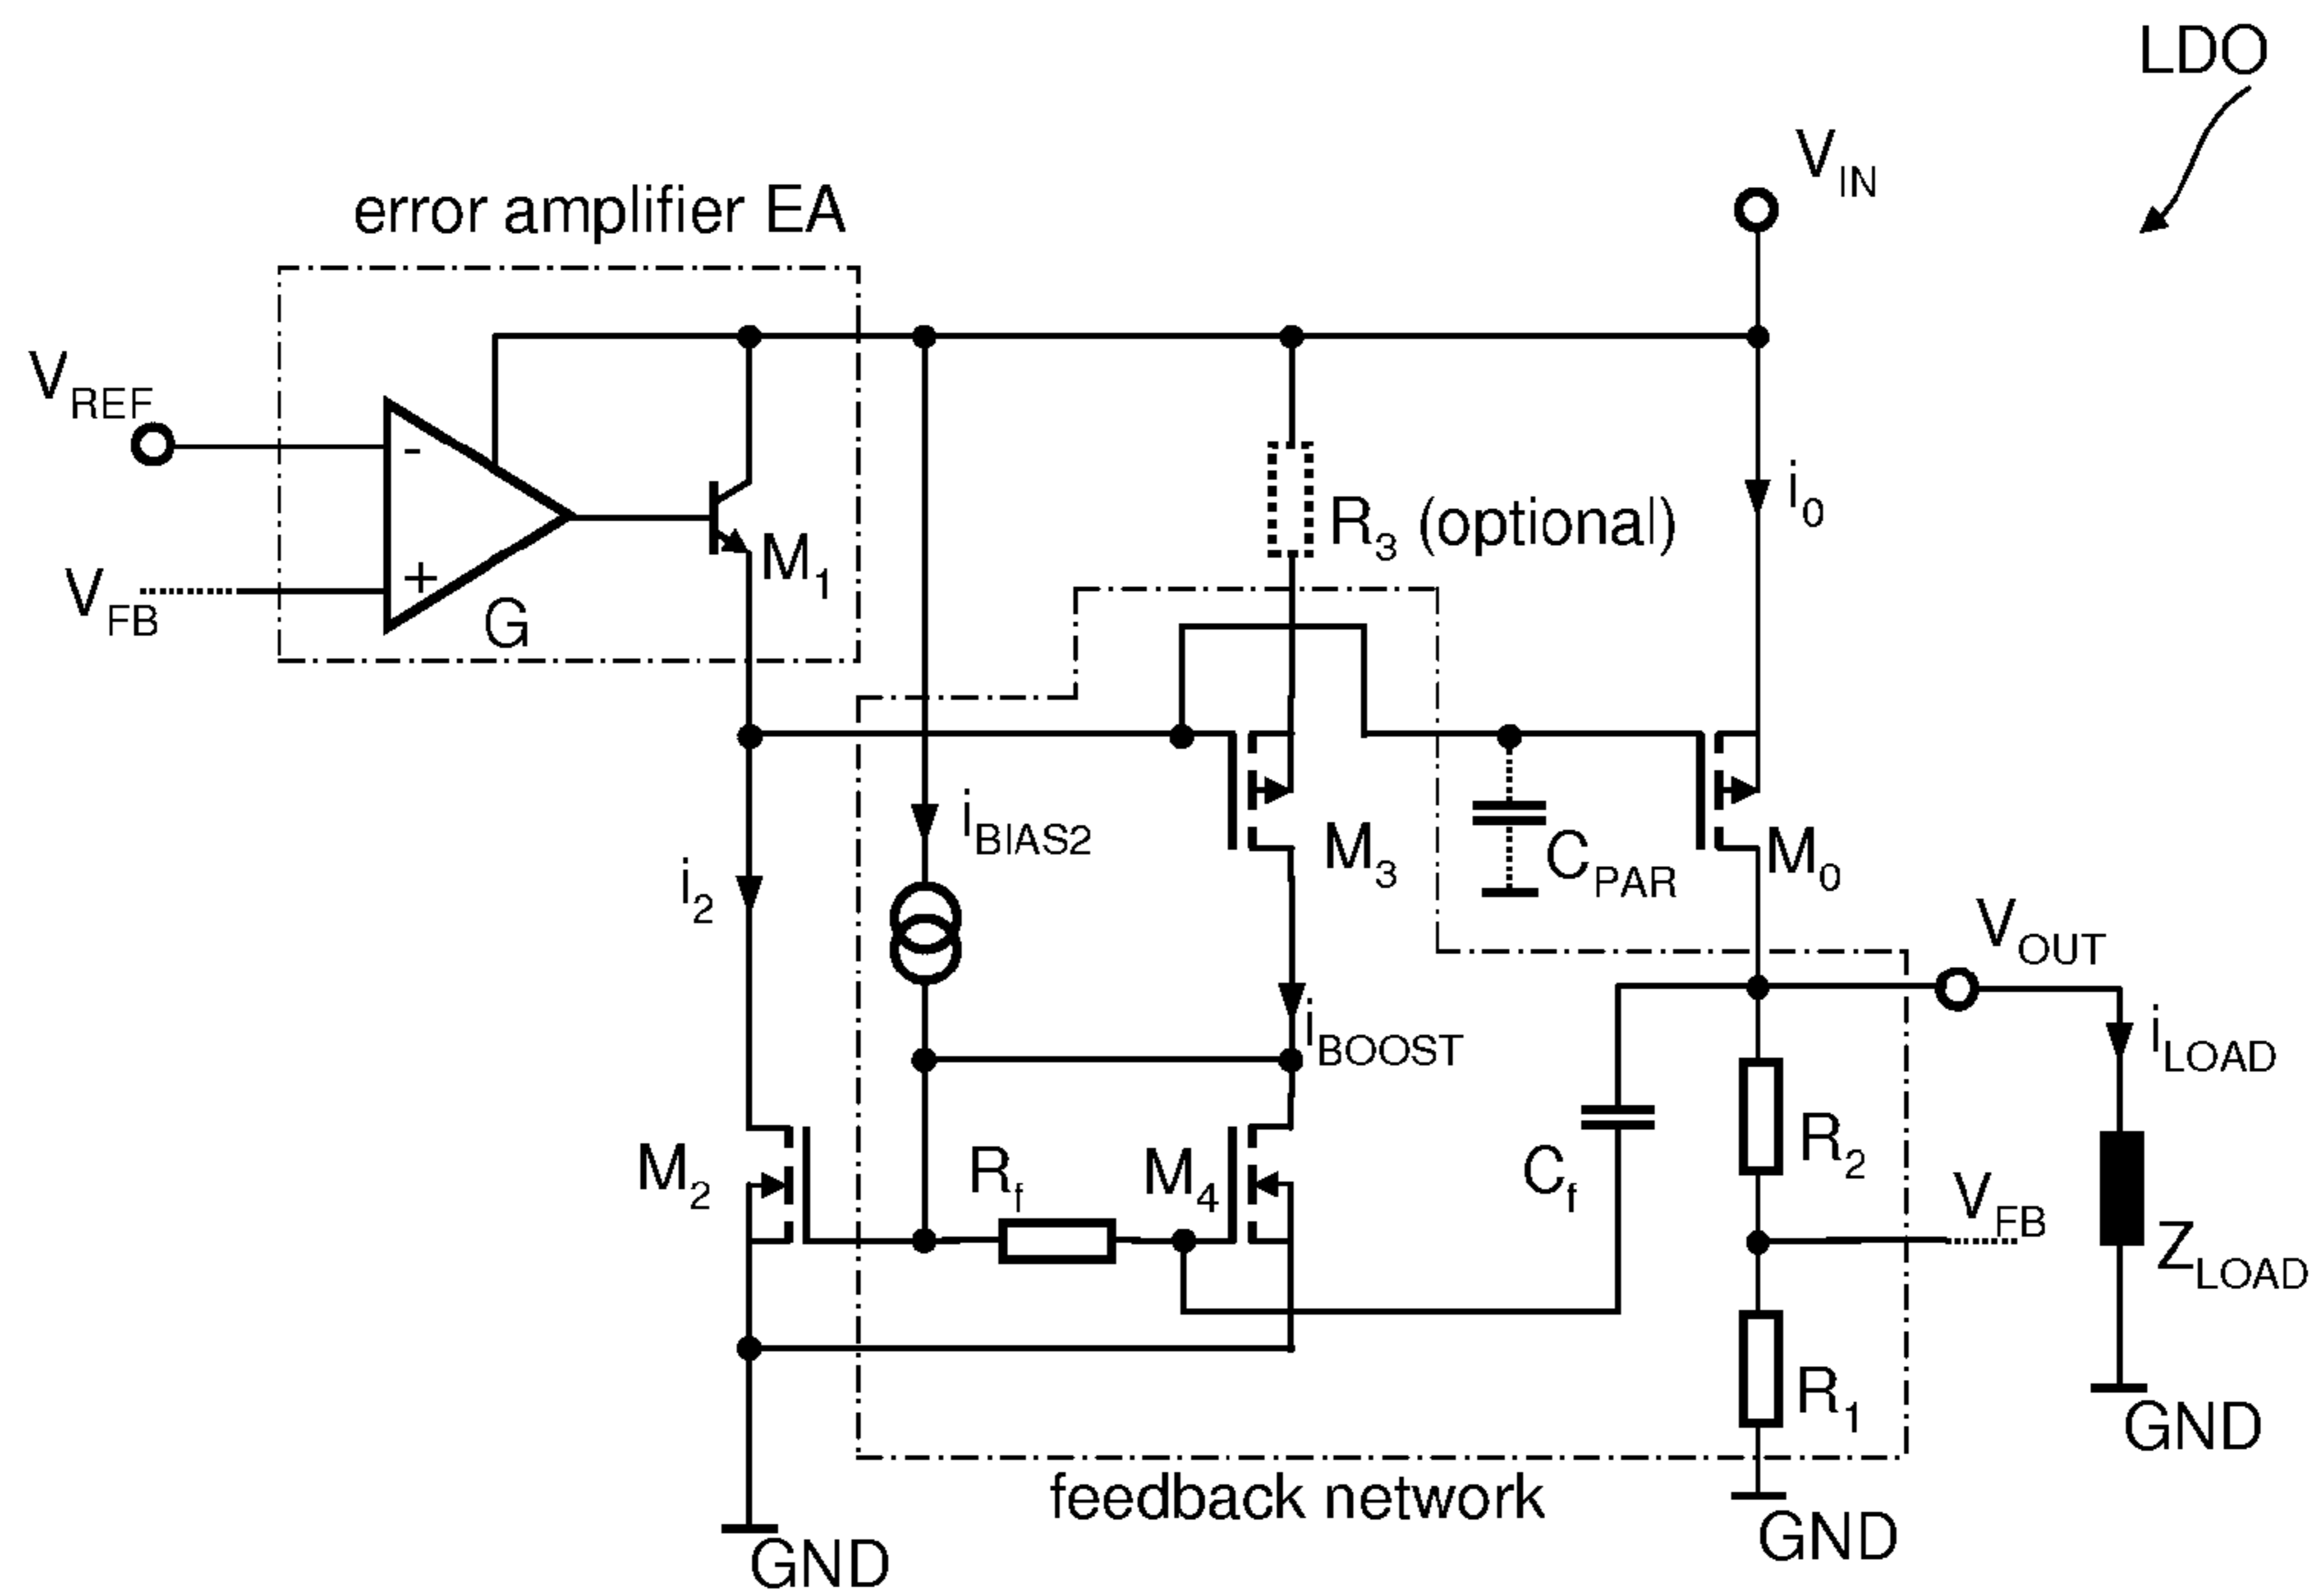 LDO
V_IN
error amplifier EA
V_REF
-
i_0
R_3 (optional)
M_1
V_FB
+
G
i_BIAS2
M_3
C_PAR
M_0
i_2
V_OUT
i_BOOST
i_LOAD
M_2
R_f
M_4
C_f
R_2
V_FB
Z_LOAD
R_1
GND
feedback network
GND
GND